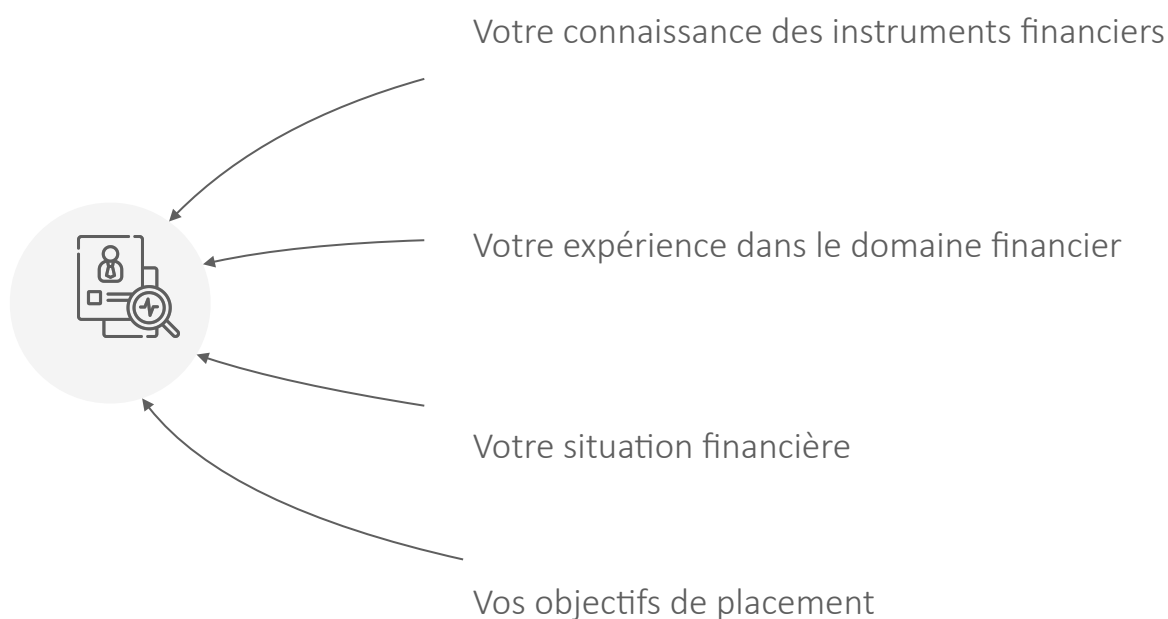 Votre connaissance des instruments financiers
Votre expérience dans le domaine financier
Votre situation financière
Vos objectifs de placement